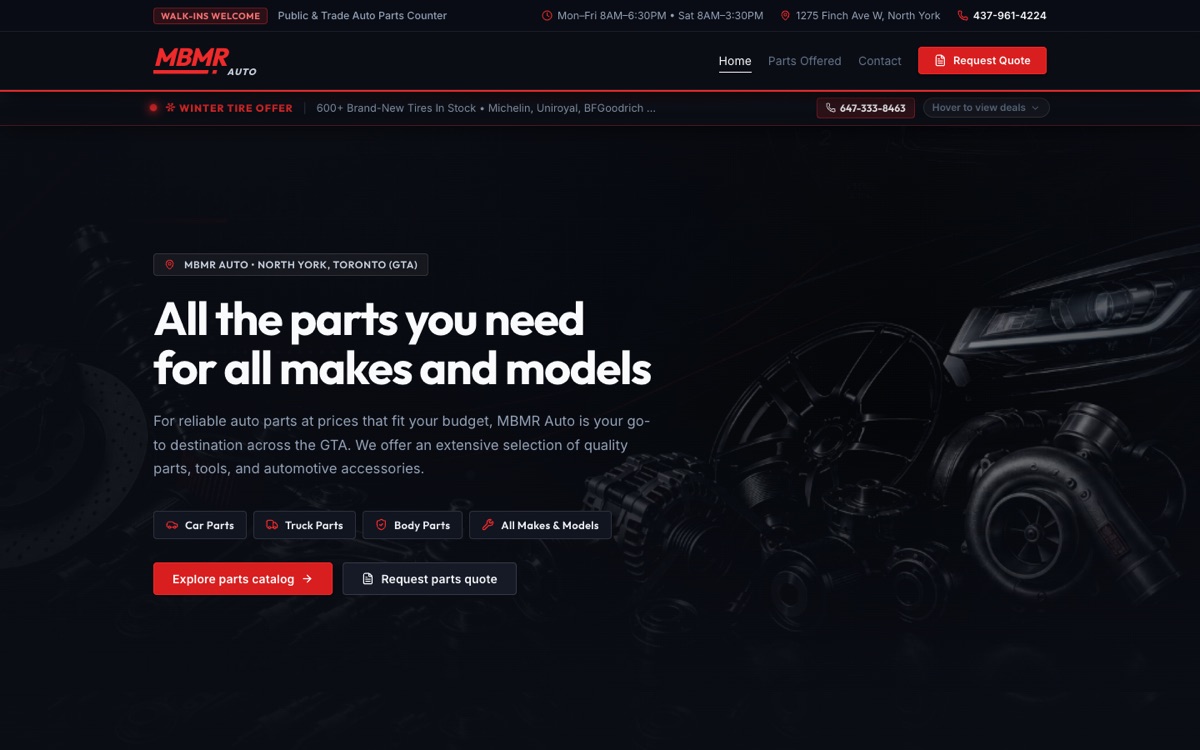 WALK-INS WELCOME Public & Trade Auto Parts Counter Mon–Fri 8AM–6:30PM • Sat 8AM–3:30PM 1275 Finch Ave W, North York 437-961-4224
MBMR AUTO Home Parts Offered Contact Request Quote
WINTER TIRE OFFER 600+ Brand-New Tires In Stock • Michelin, Uniroyal, BFGoodrich ... 647-333-8463 Hover to view deals
MBMR AUTO • NORTH YORK, TORONTO (GTA)
All the parts you need
for all makes and models
For reliable auto parts at prices that fit your budget, MBMR Auto is your go-
to destination across the GTA. We offer an extensive selection of quality
parts, tools, and automotive accessories.
Car Parts Truck Parts Body Parts All Makes & Models
Explore parts catalog → Request parts quote